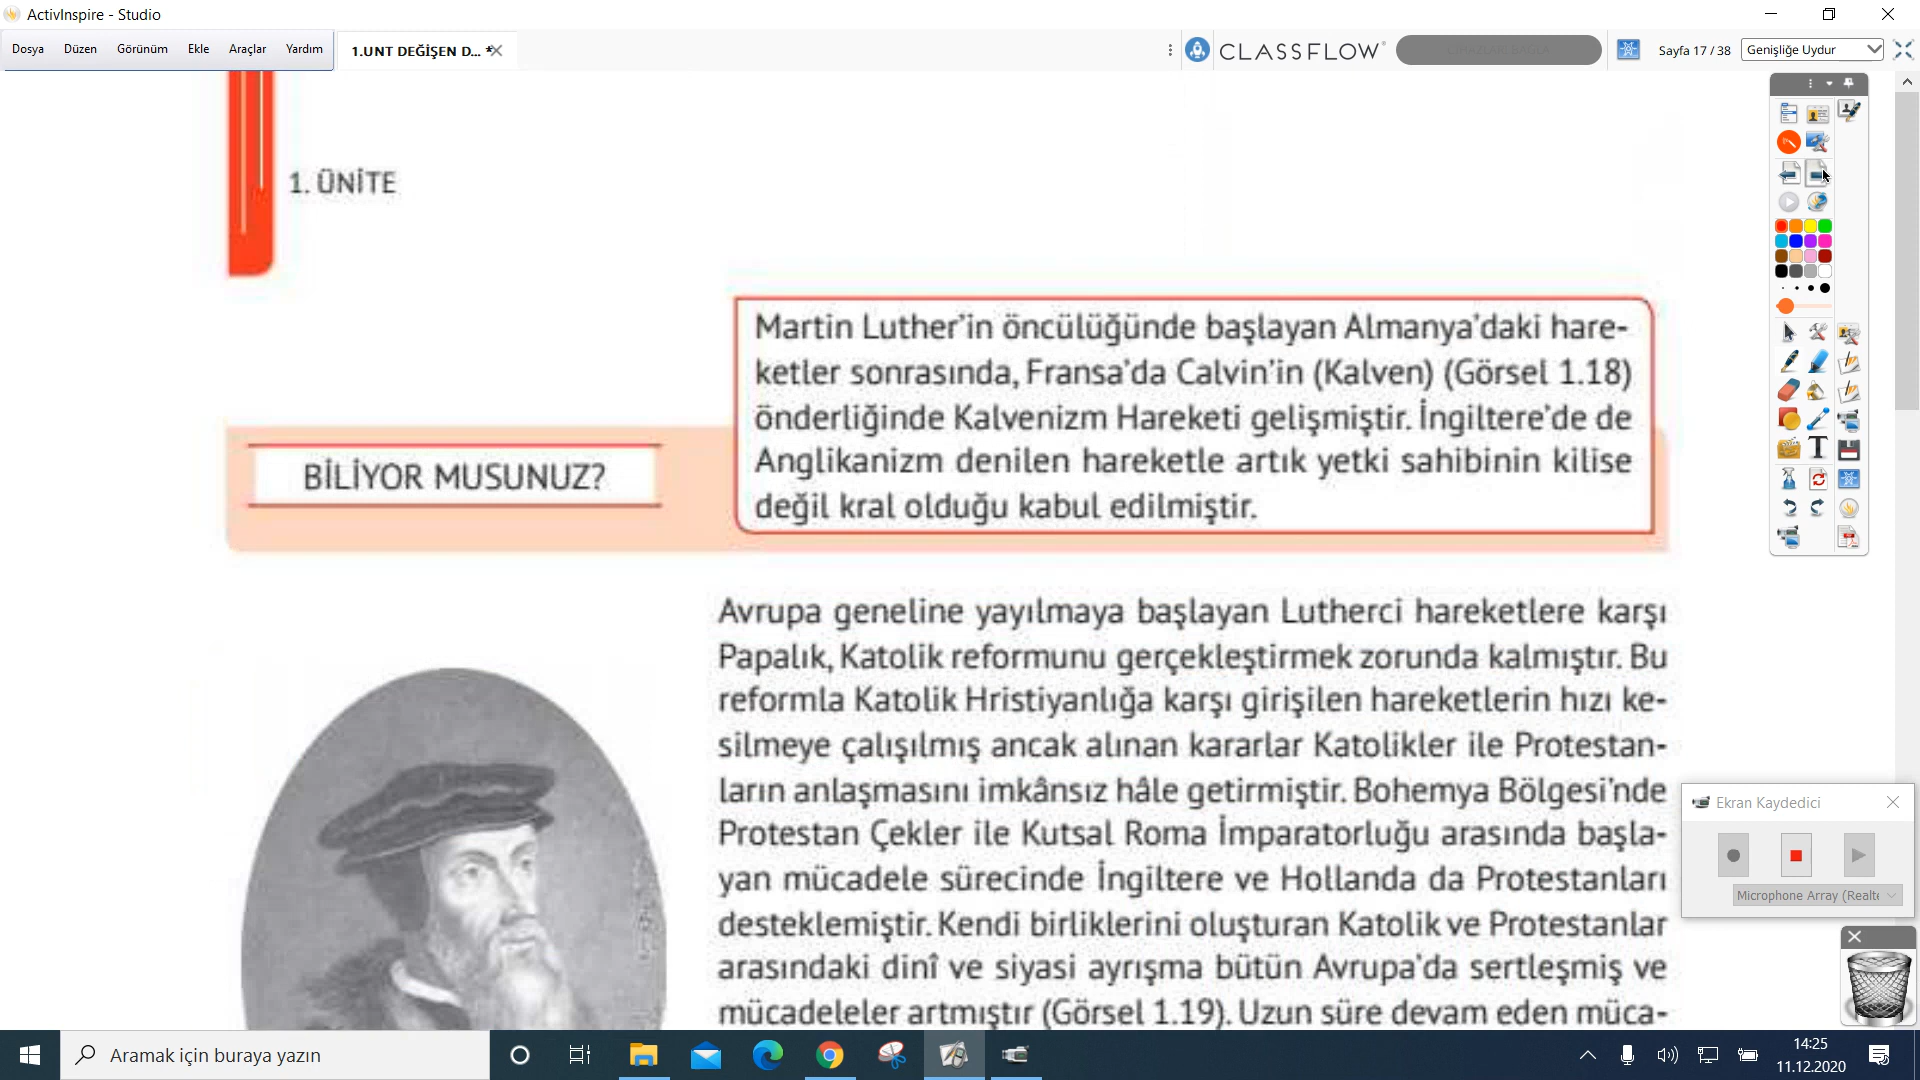 ActivInspire - Studio
Dosya Düzen Görünüm Ekle Araçlar Yardım
1.UNT DEĞİŞEN D... *
CLASSFLOW
Sayfa 17 / 38
Genişliğe Uydur
1. ÜNİTE
BİLİYOR MUSUNUZ?
Martin Luther'in öncülüğünde başlayan Almanya'daki hare-
ketler sonrasında, Fransa'da Calvin'in (Kalven) (Görsel 1.18)
önderliğinde Kalvenizm Hareketi gelişmiştir. İngiltere'de de
Anglikanizm denilen hareketle artık yetki sahibinin kilise
değil kral olduğu kabul edilmiştir.
Avrupa geneline yayılmaya başlayan Lutherci hareketlere karşı
Papalık, Katolik reformunu gerçekleştirmek zorunda kalmıştır. Bu
reformla Katolik Hristiyanlığa karşı girişilen hareketlerin hızı ke-
silmeye çalışılmış ancak alınan kararlar Katolikler ile Protestan-
ların anlaşmasını imkânsız hâle getirmiştir. Bohemya Bölgesi'nde
Protestan Çekler ile Kutsal Roma İmparatorluğu arasında başla-
yan mücadele sürecinde İngiltere ve Hollanda da Protestanları
desteklemiştir. Kendi birliklerini oluşturan Katolik ve Protestanlar
arasındaki dinî ve siyasi ayrışma bütün Avrupa'da sertleşmiş ve
mücadeleler artmıştır (Görsel 1.19). Uzun süre devam eden müca-
Ekran Kaydedici
Microphone Array (Realte
Aramak için buraya yazın
14:25
11.12.2020